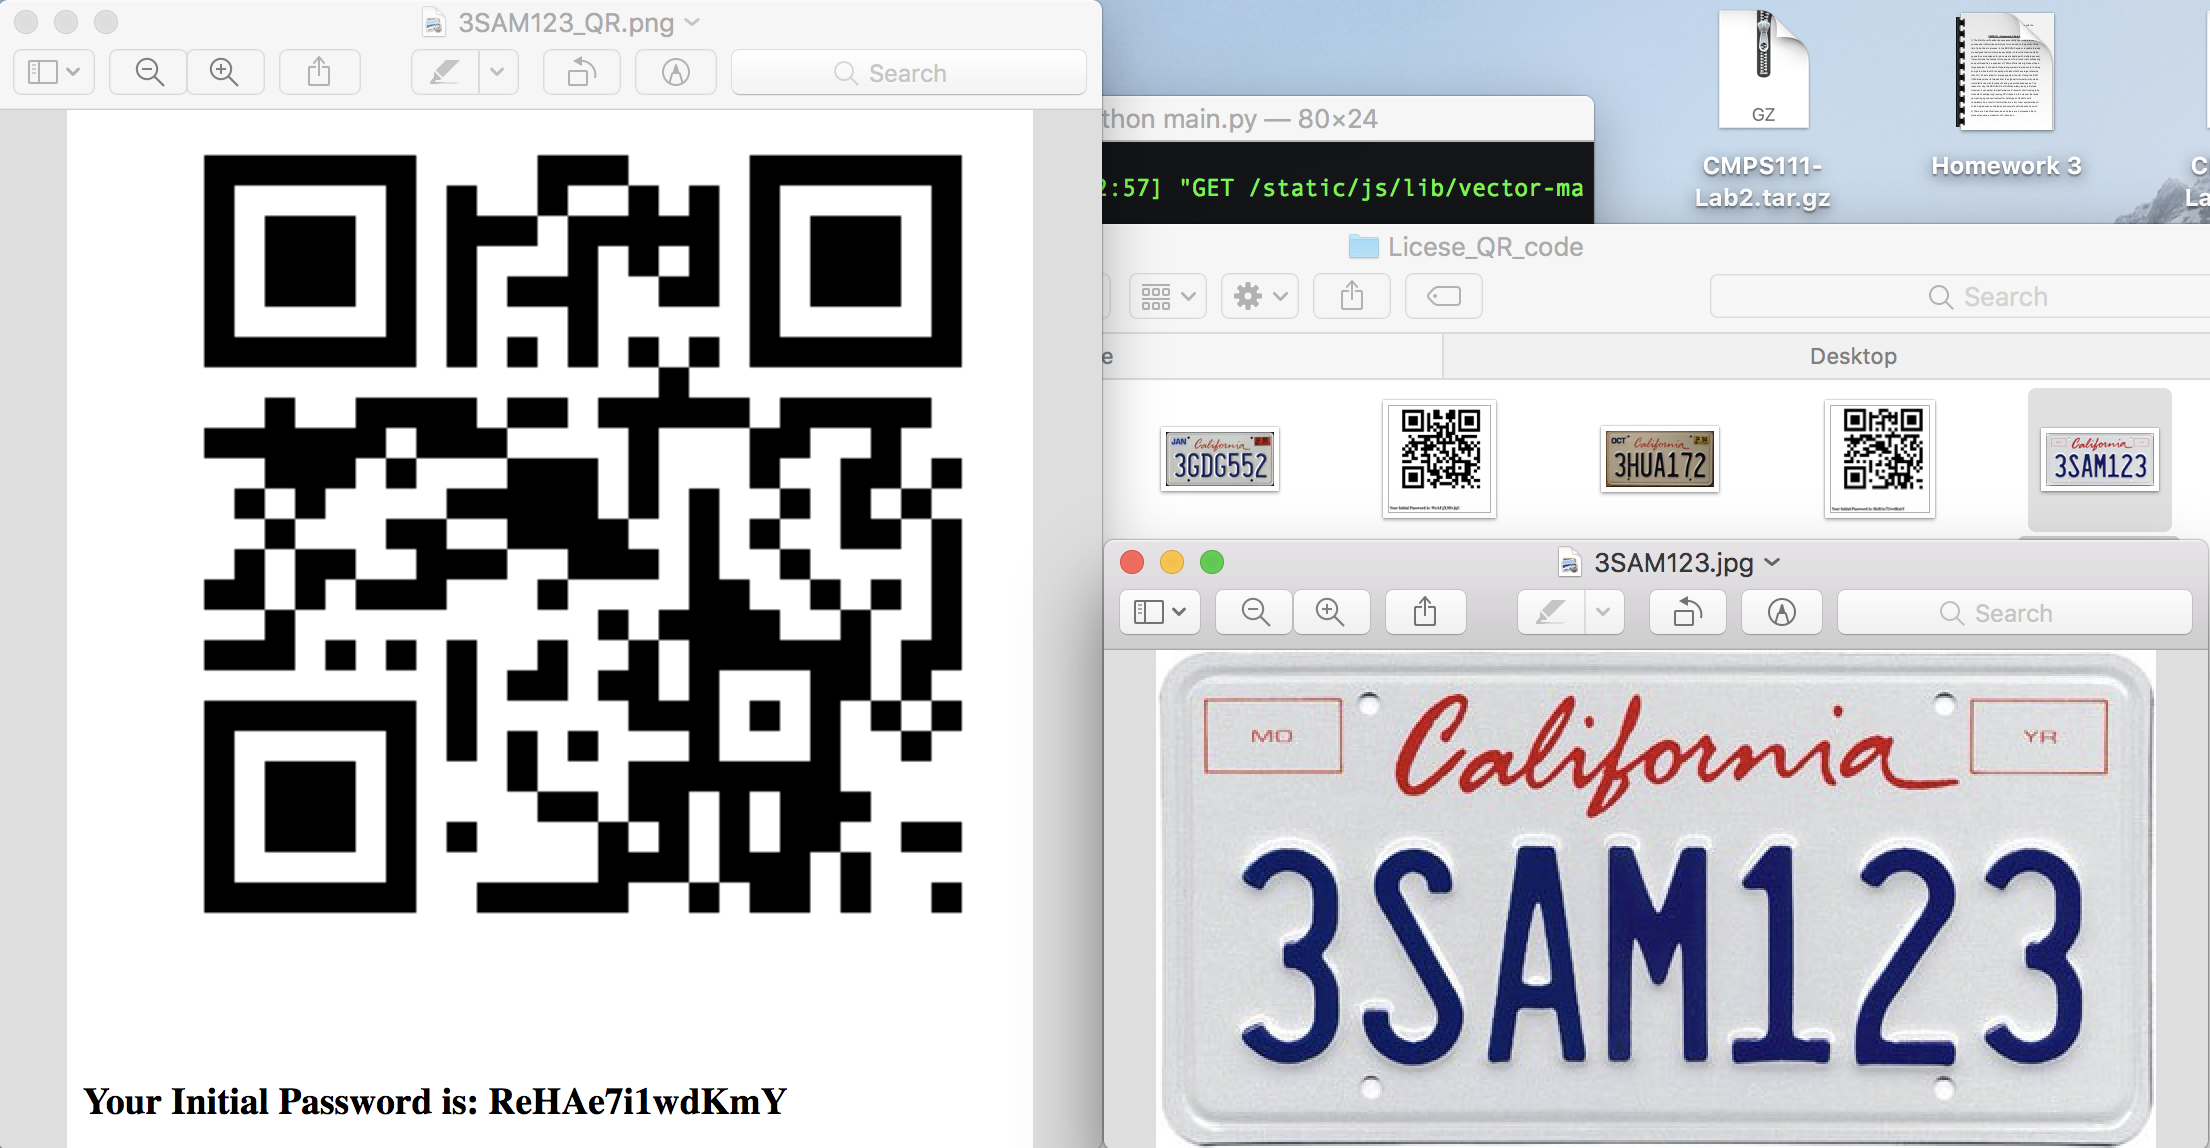 3SAM123_QR.png
Search
Your Initial Password is: ReHAe7i1wdKmY
thon main.py — 80×24
2:57] "GET /static/js/lib/vector-ma
GZ
CMPS111-
Lab2.tar.gz
Homework 3
C
La
Licese_QR_code
Search
e
Desktop
JAN California
3GDG552
OCT California
3HUA172
California
3SAM123
3SAM123.jpg
Search
MO California YR
3SAM123